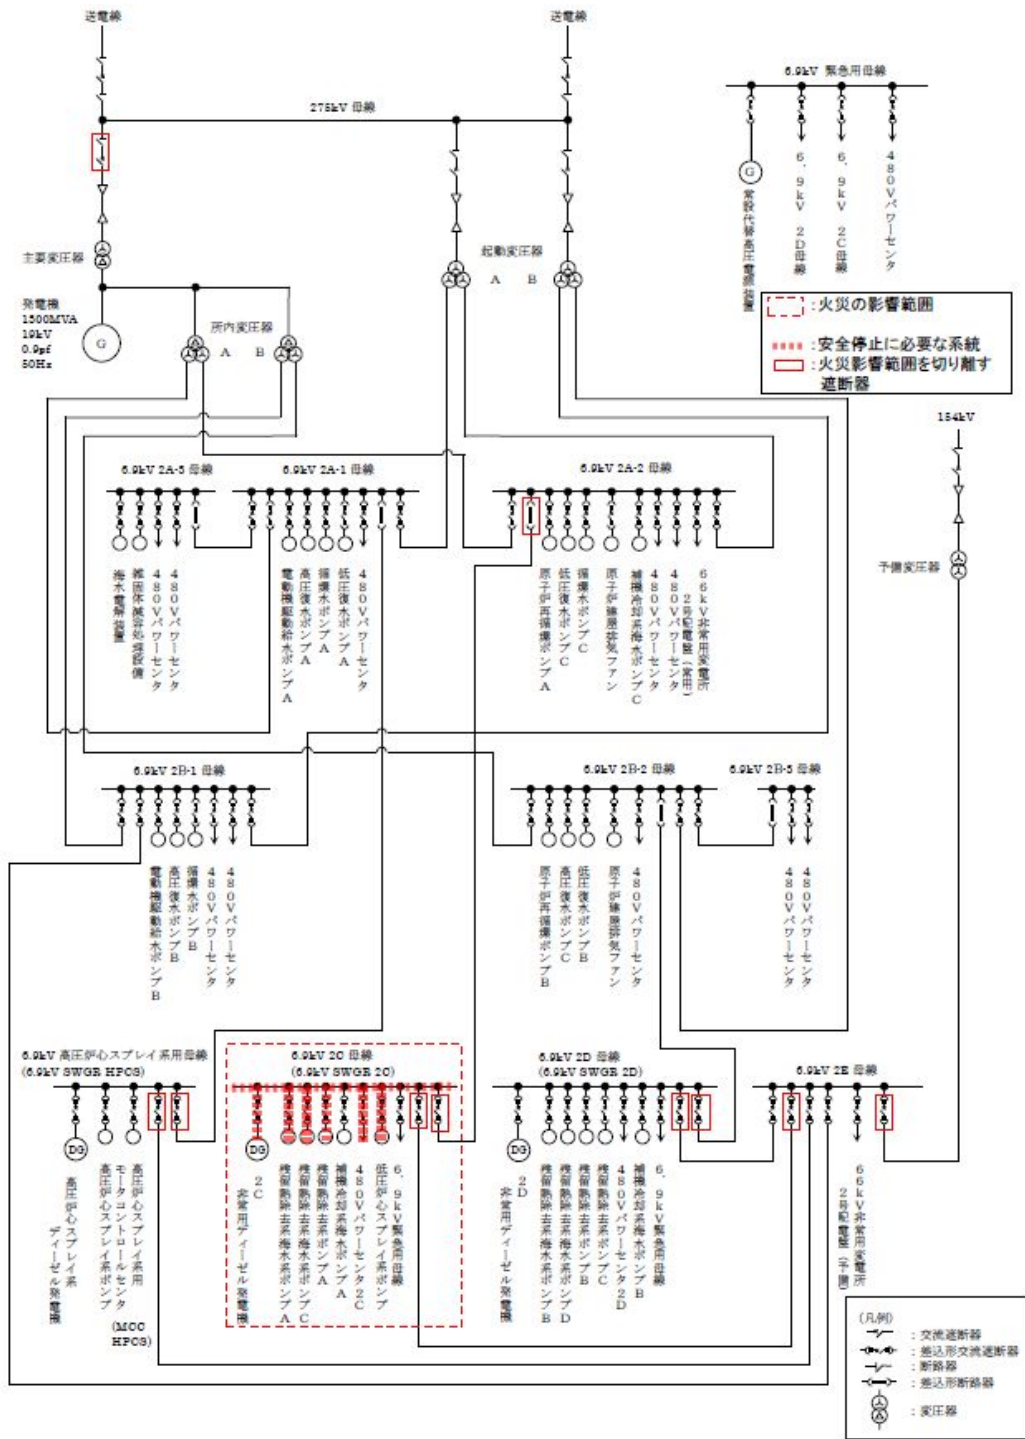 送電線
送電線
6.9kV 緊急用母線
275kV 母線
常設代替高圧電源装置
6.9kV 2D母線
6.9kV 2C母線
480Vパワーセンタ
主要変圧器
起動変圧器
A B
発電機
1300MVA
19kV
0.9pf
50Hz
G
G
所内変圧器
A B
:火災の影響範囲
:安全停止に必要な系統
:火災影響範囲を切り離す
遮断器
154kV
予備変圧器
6.9kV 2A-3 母線
6.9kV 2A-1 母線
6.9kV 2A-2 母線
海水電解装置
雑固体減容処理設備
480Vパワーセンタ
480Vパワーセンタ
電動機駆動給水ポンプA
高圧復水ポンプA
循環水ポンプA
低圧復水ポンプA
480Vパワーセンタ
原子炉再循環ポンプA
低圧復水ポンプC
循環水ポンプC
原子炉建屋排気ファン
補機冷却系海水ポンプC
480Vパワーセンタ
480Vパワーセンタ
66kV非常用変電所
2号配電盤(常用)
6.9kV 2B-1 母線
6.9kV 2B-2 母線
6.9kV 2B-3 母線
電動機駆動給水ポンプB
高圧復水ポンプB
循環水ポンプB
480Vパワーセンタ
480Vパワーセンタ
原子炉再循環ポンプB
高圧復水ポンプC
低圧復水ポンプB
原子炉建屋排気ファン
480Vパワーセンタ
480Vパワーセンタ
480Vパワーセンタ
6.9kV 高圧炉心スプレイ系用母線
(6.9kV SWGR HPCS)
6.9kV 2C 母線
(6.9kV SWGR 2C)
6.9kV 2D 母線
(6.9kV SWGR 2D)
6.9kV 2E 母線
DG
DG
DG
高圧炉心スプレイ系
ディーゼル発電機
高圧炉心スプレイ系ポンプ
高圧炉心スプレイ系用
モータコントロールセンタ
(MCC
HPCS)
2C
非常用ディーゼル発電機
残留熱除去系海水系ポンプA
残留熱除去系海水系ポンプC
残留熱除去系ポンプA
補機冷却系海水ポンプA
480Vパワーセンタ2C
低圧炉心スプレイ系ポンプ
6.9kV緊急用母線
2D
非常用ディーゼル発電機
残留熱除去系海水系ポンプB
残留熱除去系海水系ポンプD
残留熱除去系ポンプB
残留熱除去系ポンプC
480Vパワーセンタ2D
補機冷却系海水ポンプB
6.9kV緊急用母線
66kV非常用変電所
2号配電盤(予備)
(凡例)
:交流遮断器
:差込形交流遮断器
:断路器
:差込形断路器
:変圧器